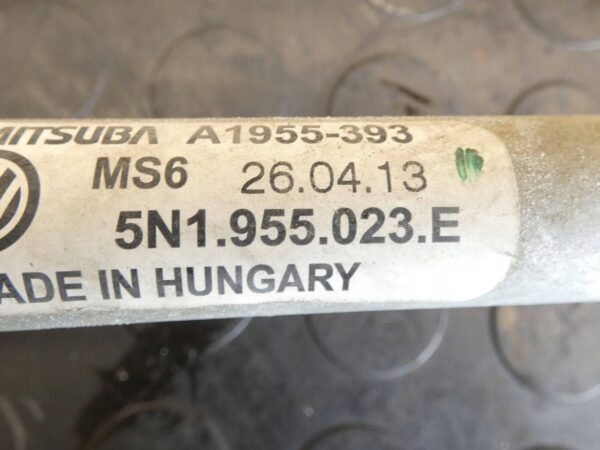 MITSUBA A1955-393
MS6 26.04.13
5N1.955.023.E
ADE IN HUNGARY